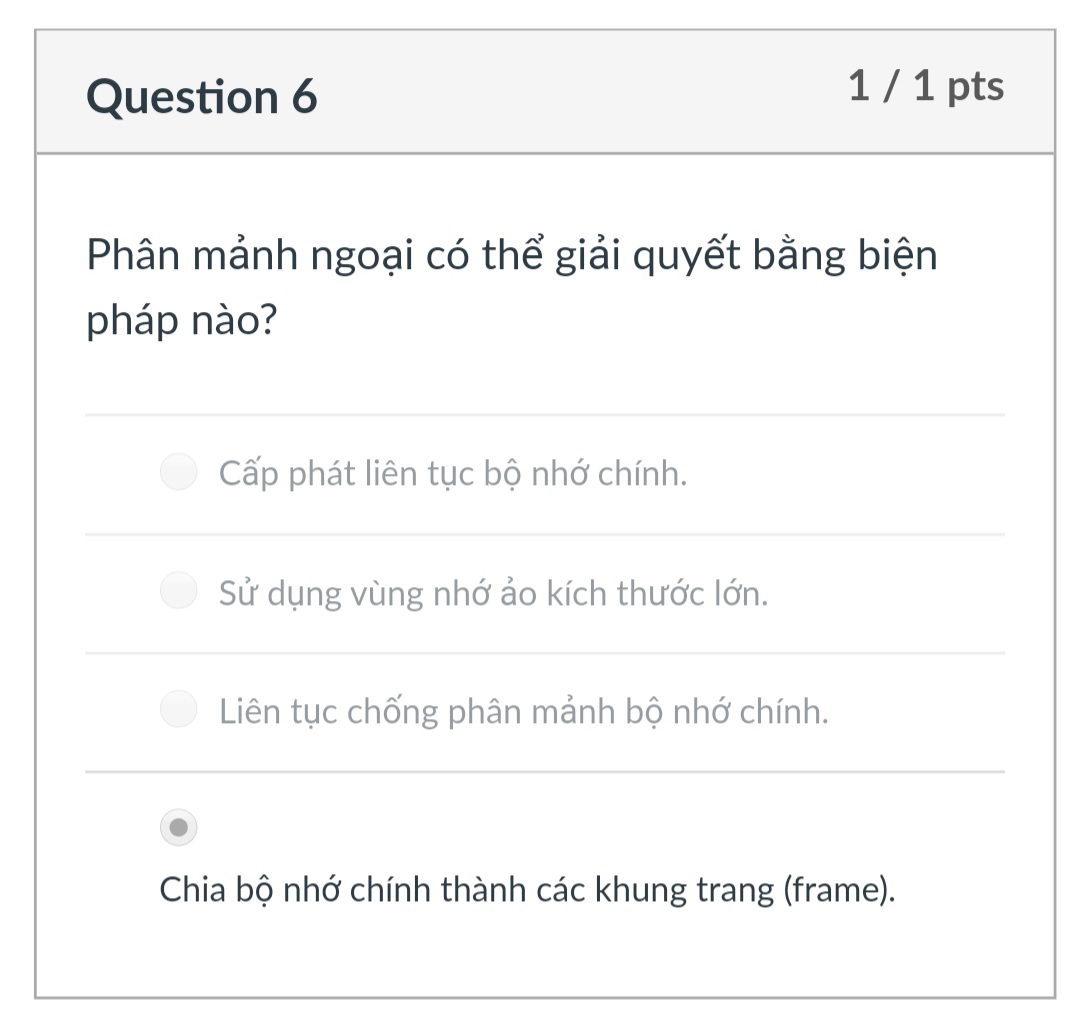 Question 6
1 / 1 pts
Phân mảnh ngoại có thể giải quyết bằng biện
pháp nào?
Cấp phát liên tục bộ nhớ chính.
Sử dụng vùng nhớ ảo kích thước lớn.
Liên tục chống phân mảnh bộ nhớ chính.
Chia bộ nhớ chính thành các khung trang (frame).